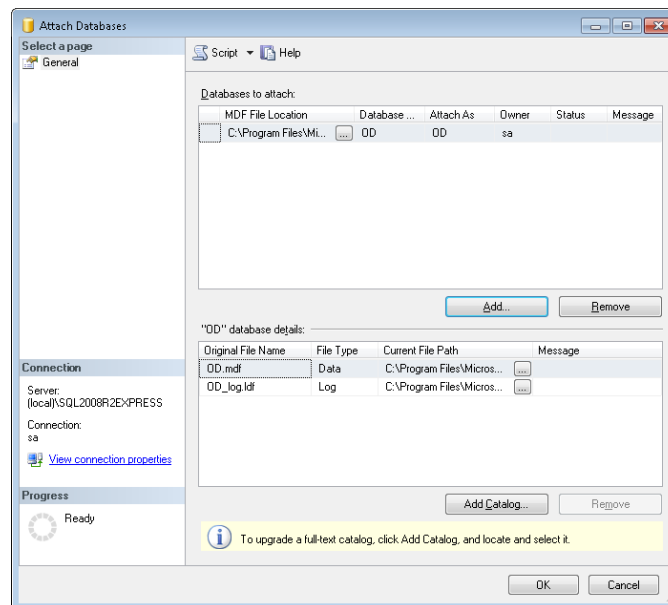 Attach Databases
Select a page
General
Script Help
Databases to attach:
MDF File Location Database ... Attach As Owner Status Message
C:\Program Files\Mi... ... OD OD sa
Add... Remove
"OD" database details:
Original File Name File Type Current File Path Message
OD.mdf Data C:\Program Files\Micros... ...
OD_log.ldf Log C:\Program Files\Micros... ...
Connection
Server:
(local)\SQL2008R2EXPRESS
Connection:
sa
View connection properties
Progress
Ready
Add Catalog... Remove
To upgrade a full-text catalog, click Add Catalog, and locate and select it.
OK Cancel